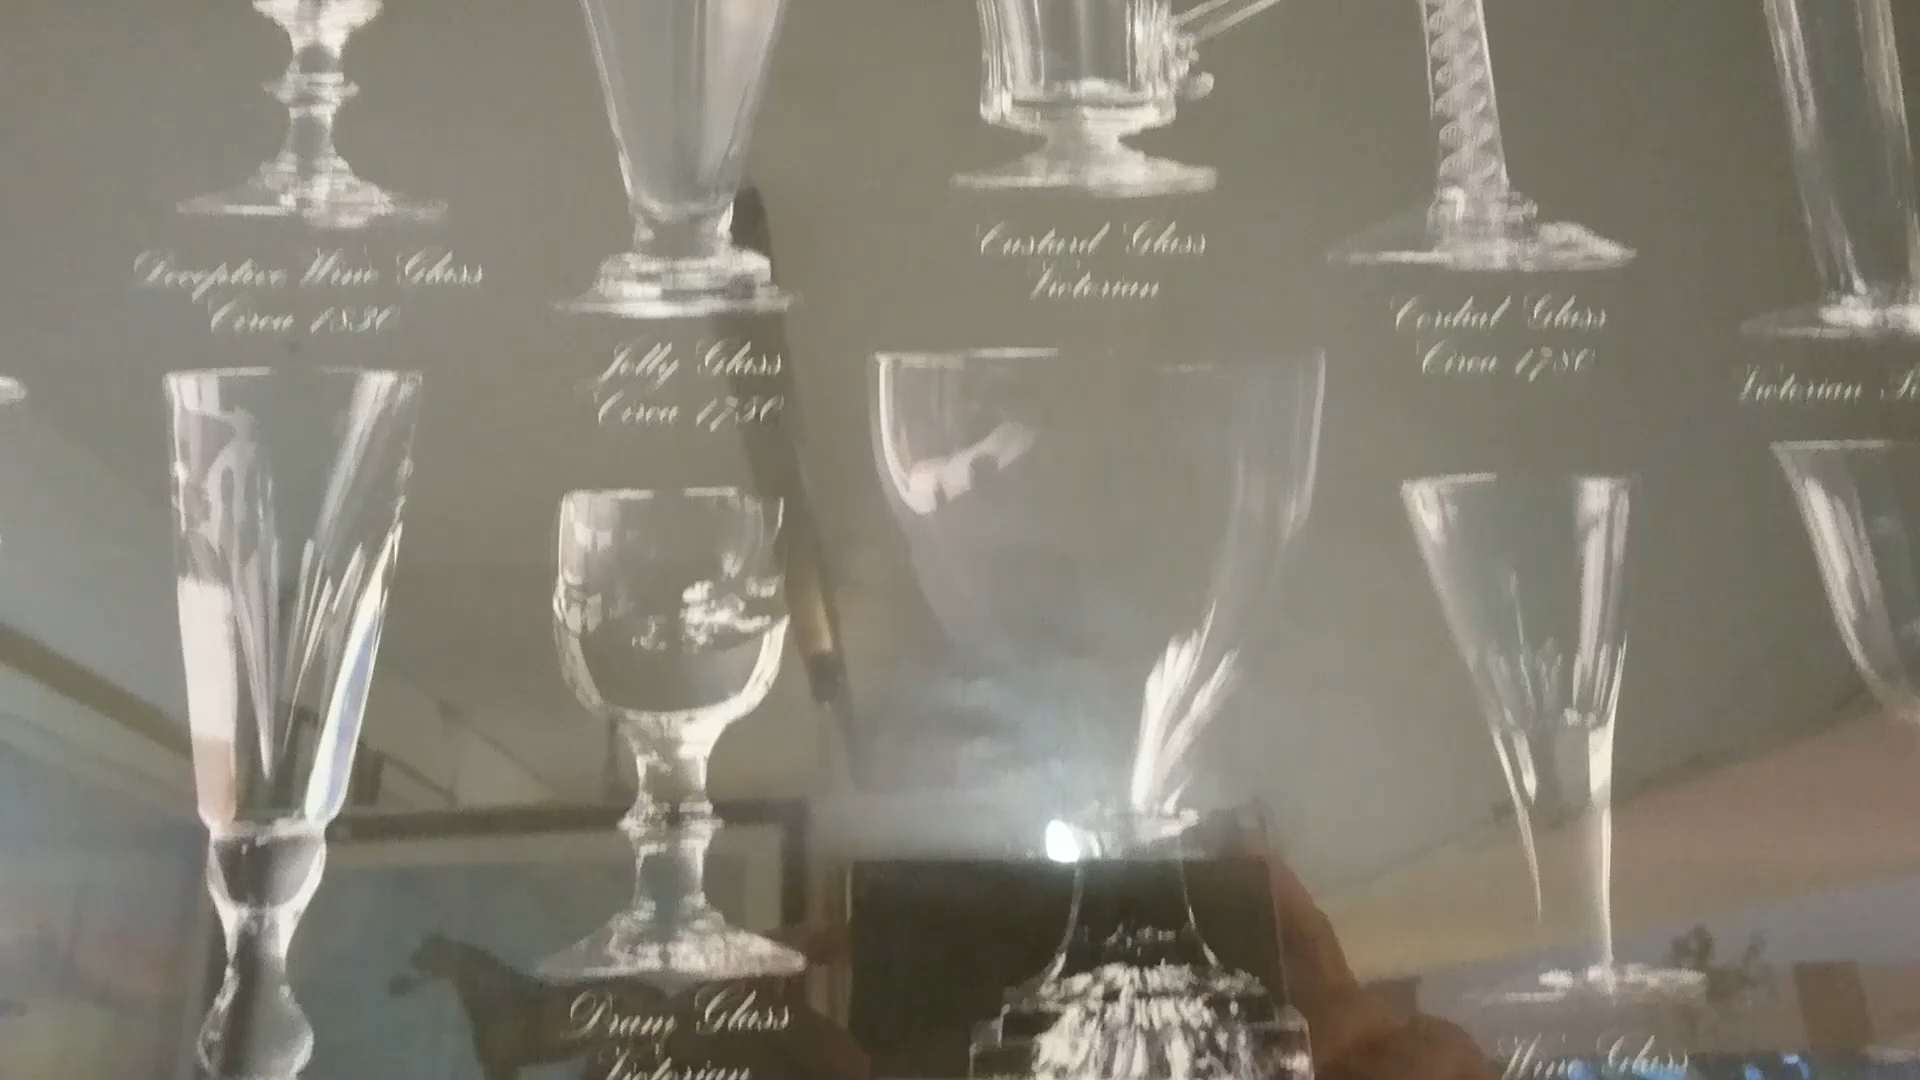 Deceptive Wine Glass
Circa 1830
Jelly Glass
Circa 1750
Custard Glass
Victorian
Cordial Glass
Circa 1780
Victorian
Dram Glass
Victorian
Wine Glass